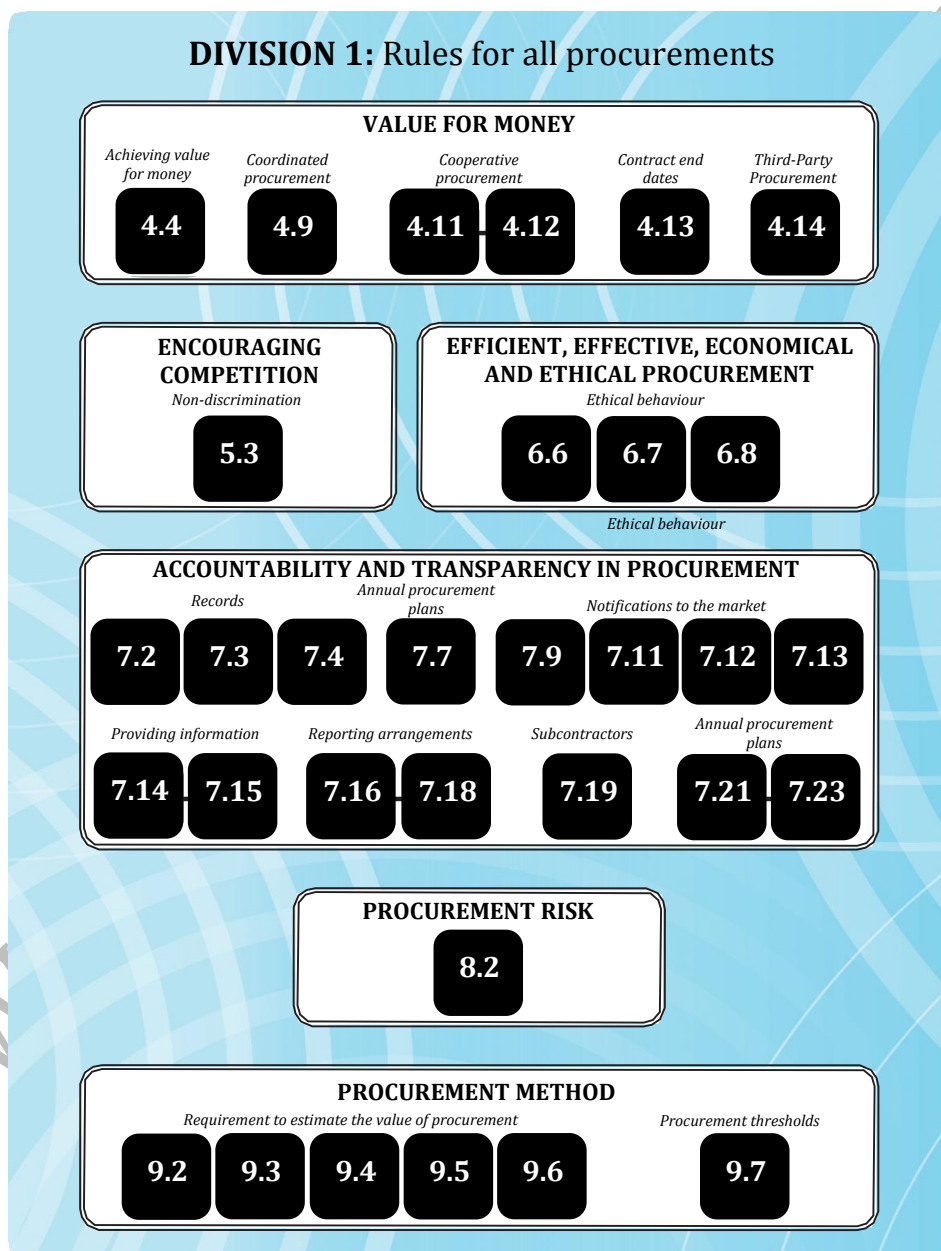 DIVISION 1: Rules for all procurements
VALUE FOR MONEY
Achieving value
for money
4.4
Coordinated
procurement
4.9
Cooperative
procurement
4.11
4.12
Contract end
dates
4.13
Third-Party
Procurement
4.14
ENCOURAGING
COMPETITION
Non-discrimination
5.3
EFFICIENT, EFFECTIVE, ECONOMICAL
AND ETHICAL PROCUREMENT
Ethical behaviour
6.6
6.7
6.8
Ethical behaviour
ACCOUNTABILITY AND TRANSPARENCY IN PROCUREMENT
Records
7.2
7.3
7.4
Annual procurement
plans
7.7
Notifications to the market
7.9
7.11
7.12
7.13
Providing information
7.14
7.15
Reporting arrangements
7.16
7.18
Subcontractors
7.19
Annual procurement
plans
7.21
7.23
PROCUREMENT RISK
8.2
PROCUREMENT METHOD
Requirement to estimate the value of procurement
9.2
9.3
9.4
9.5
9.6
Procurement thresholds
9.7